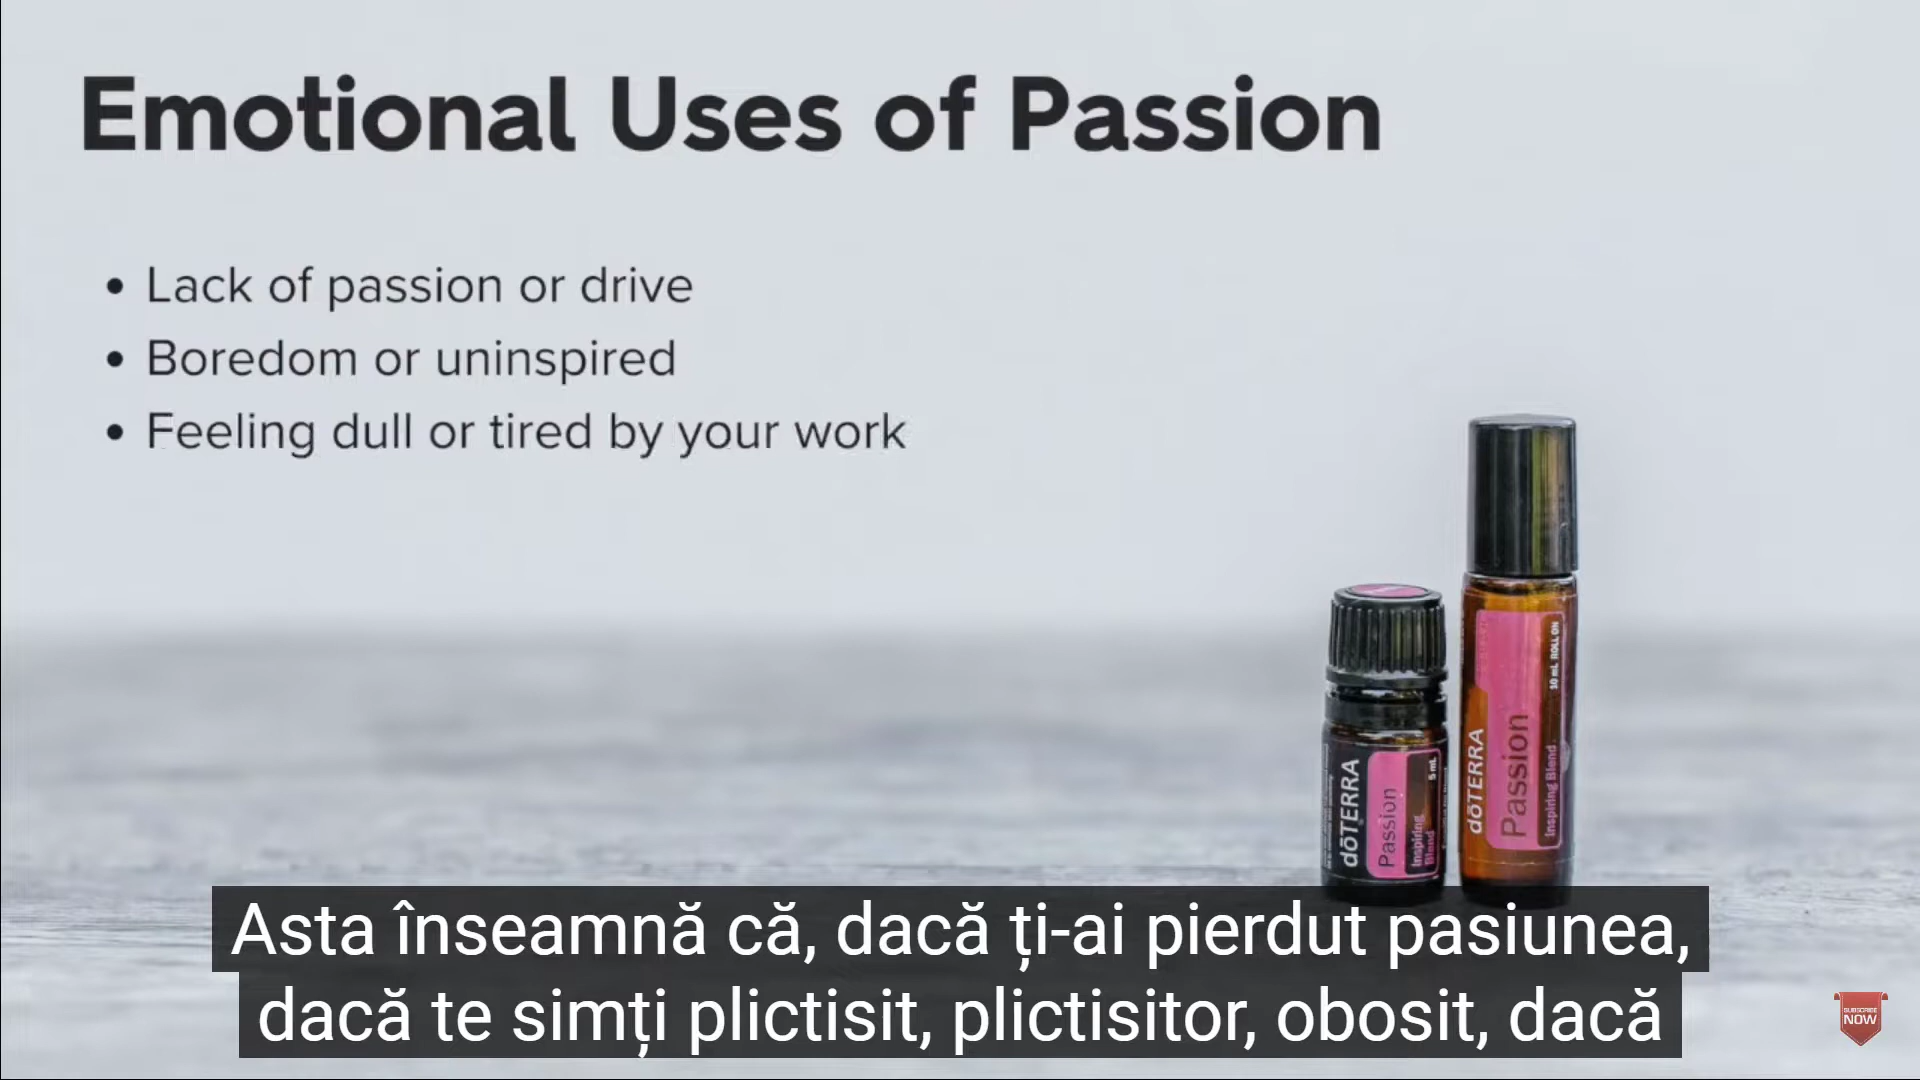 Emotional Uses of Passion
• Lack of passion or drive
• Boredom or uninspired
• Feeling dull or tired by your work
dōTERRA
Passion
Inspiring
Blend
5 mL
dōTERRA
Passion
Inspiring Blend
10 mL ROLL ON
Asta înseamnă că, dacă ți-ai pierdut pasiunea,
dacă te simți plictisit, plictisitor, obosit, dacă
SUBSCRIBE
NOW